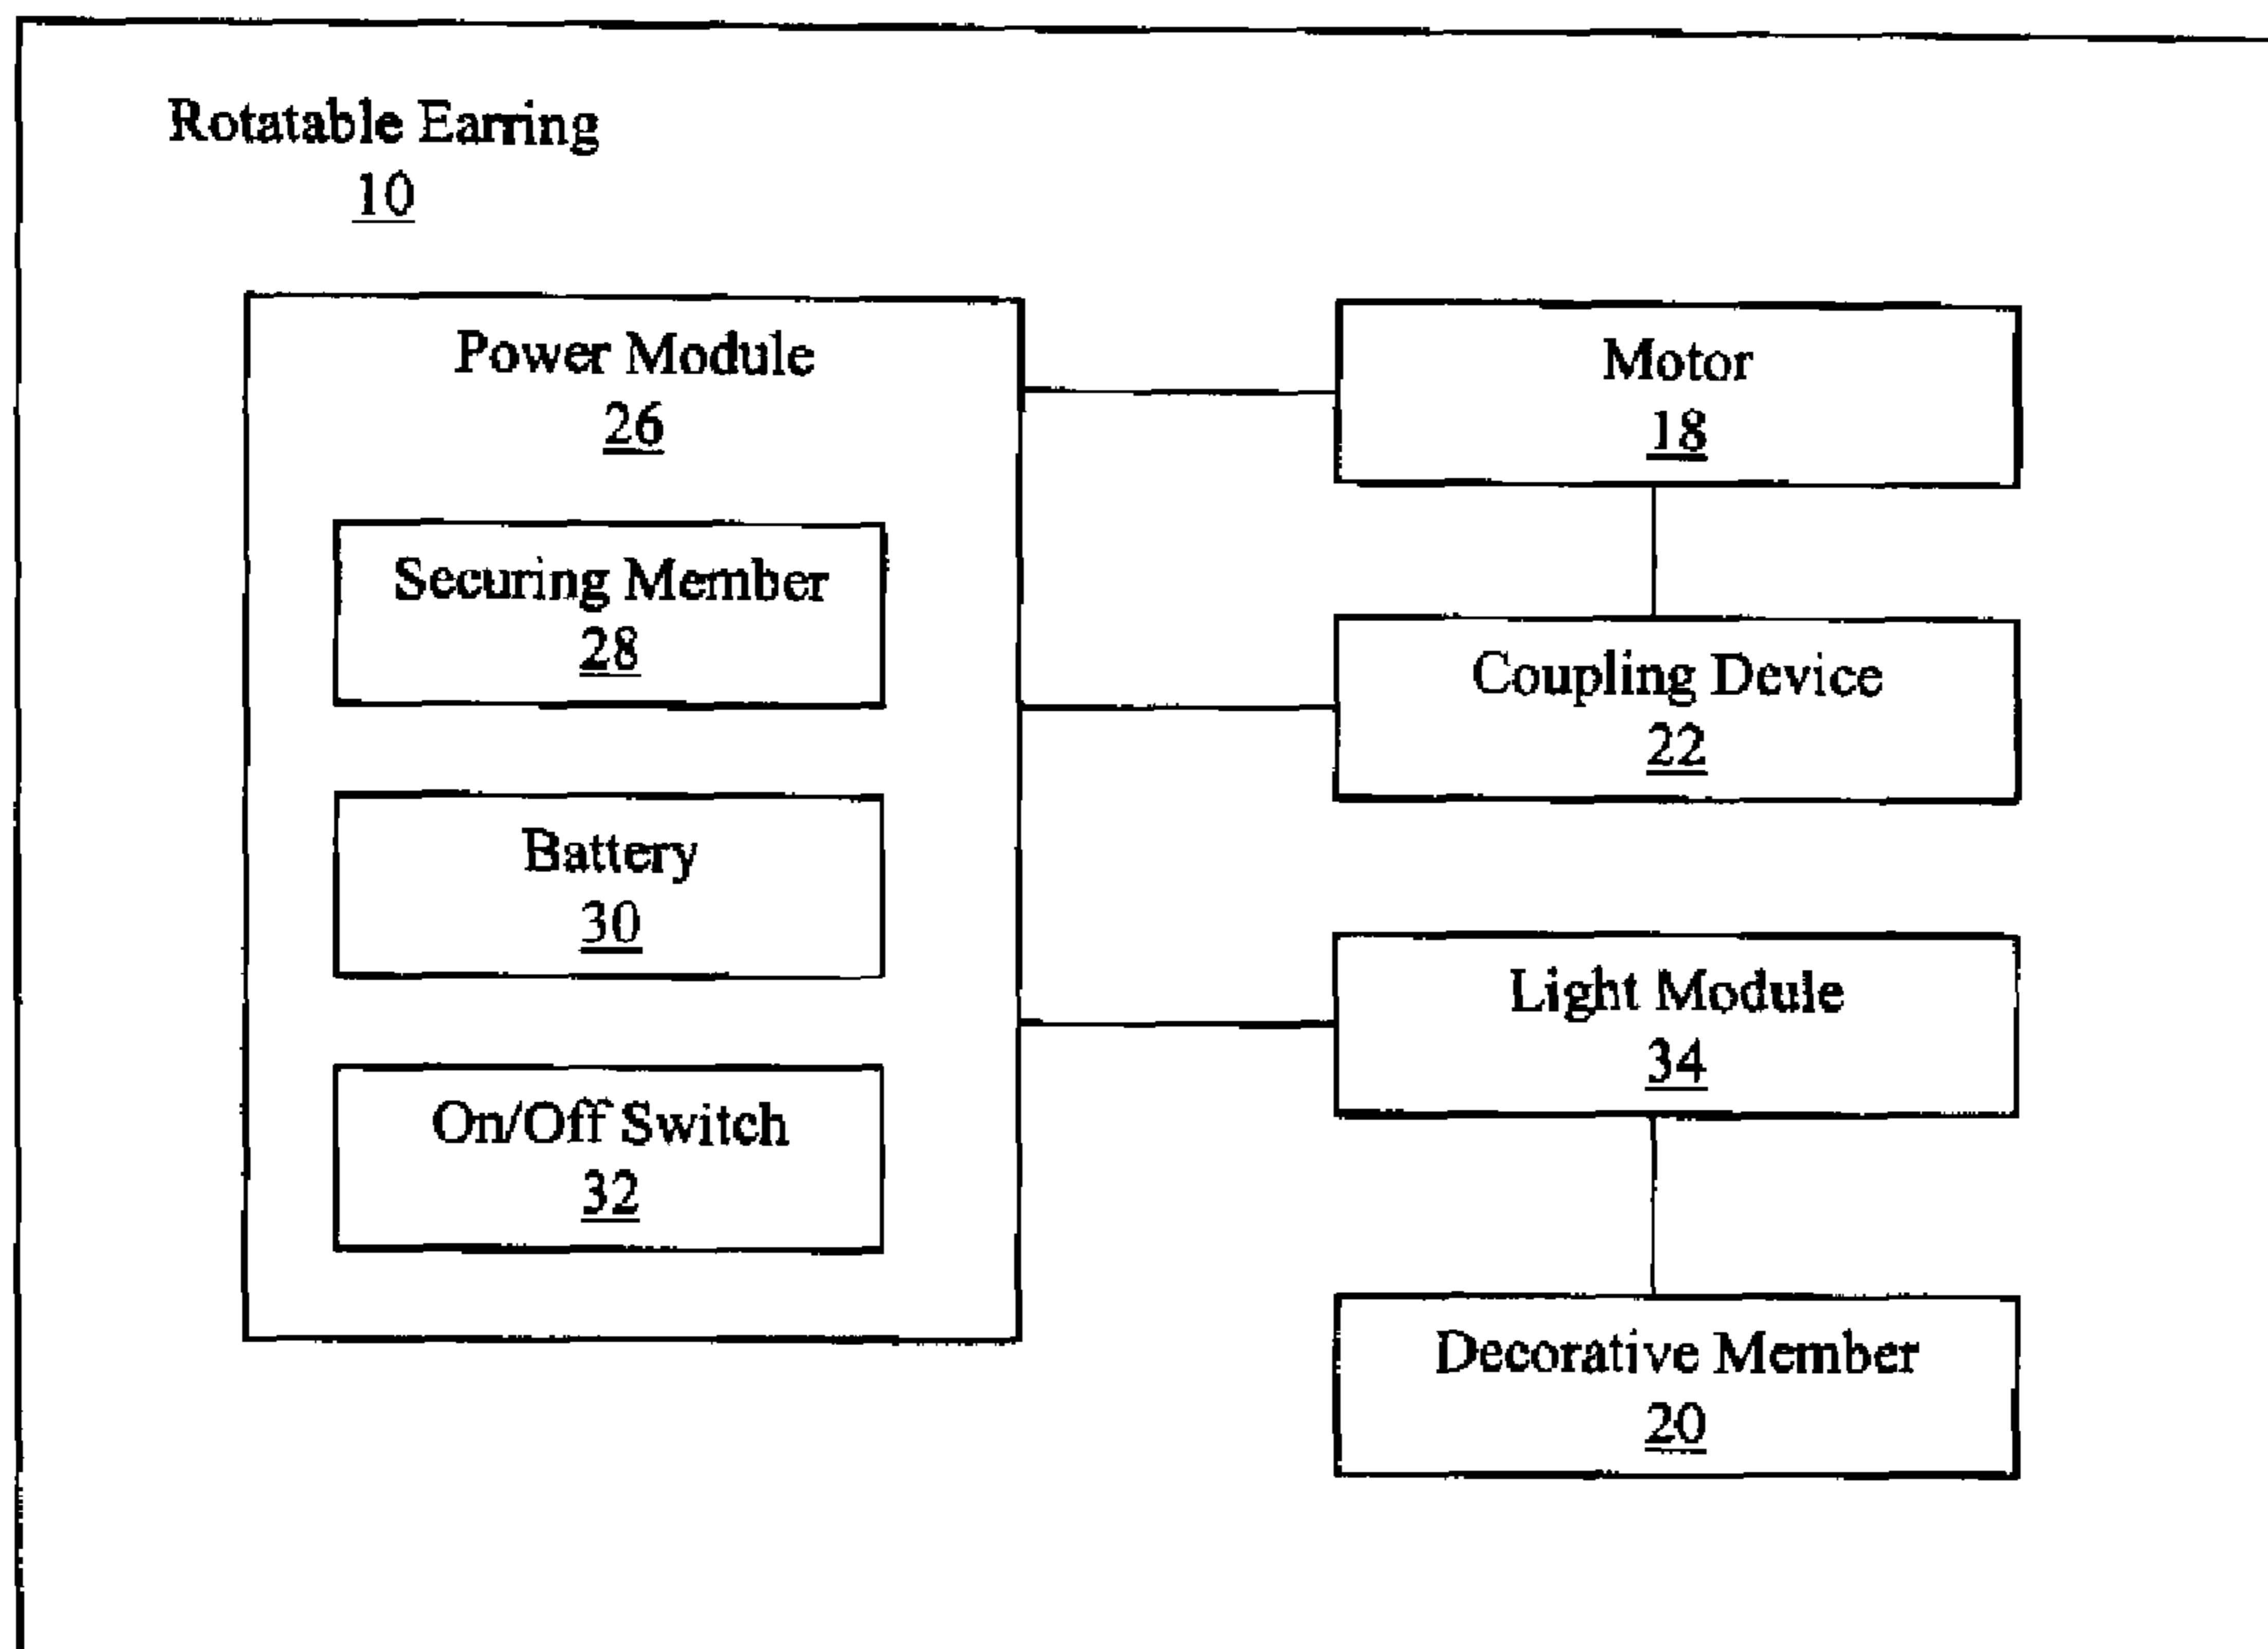 Rotatable Earring
10
Power Module
26
Securing Member
28
Battery
30
On/Off Switch
32
Motor
18
Coupling Device
22
Light Module
34
Decorative Member
20